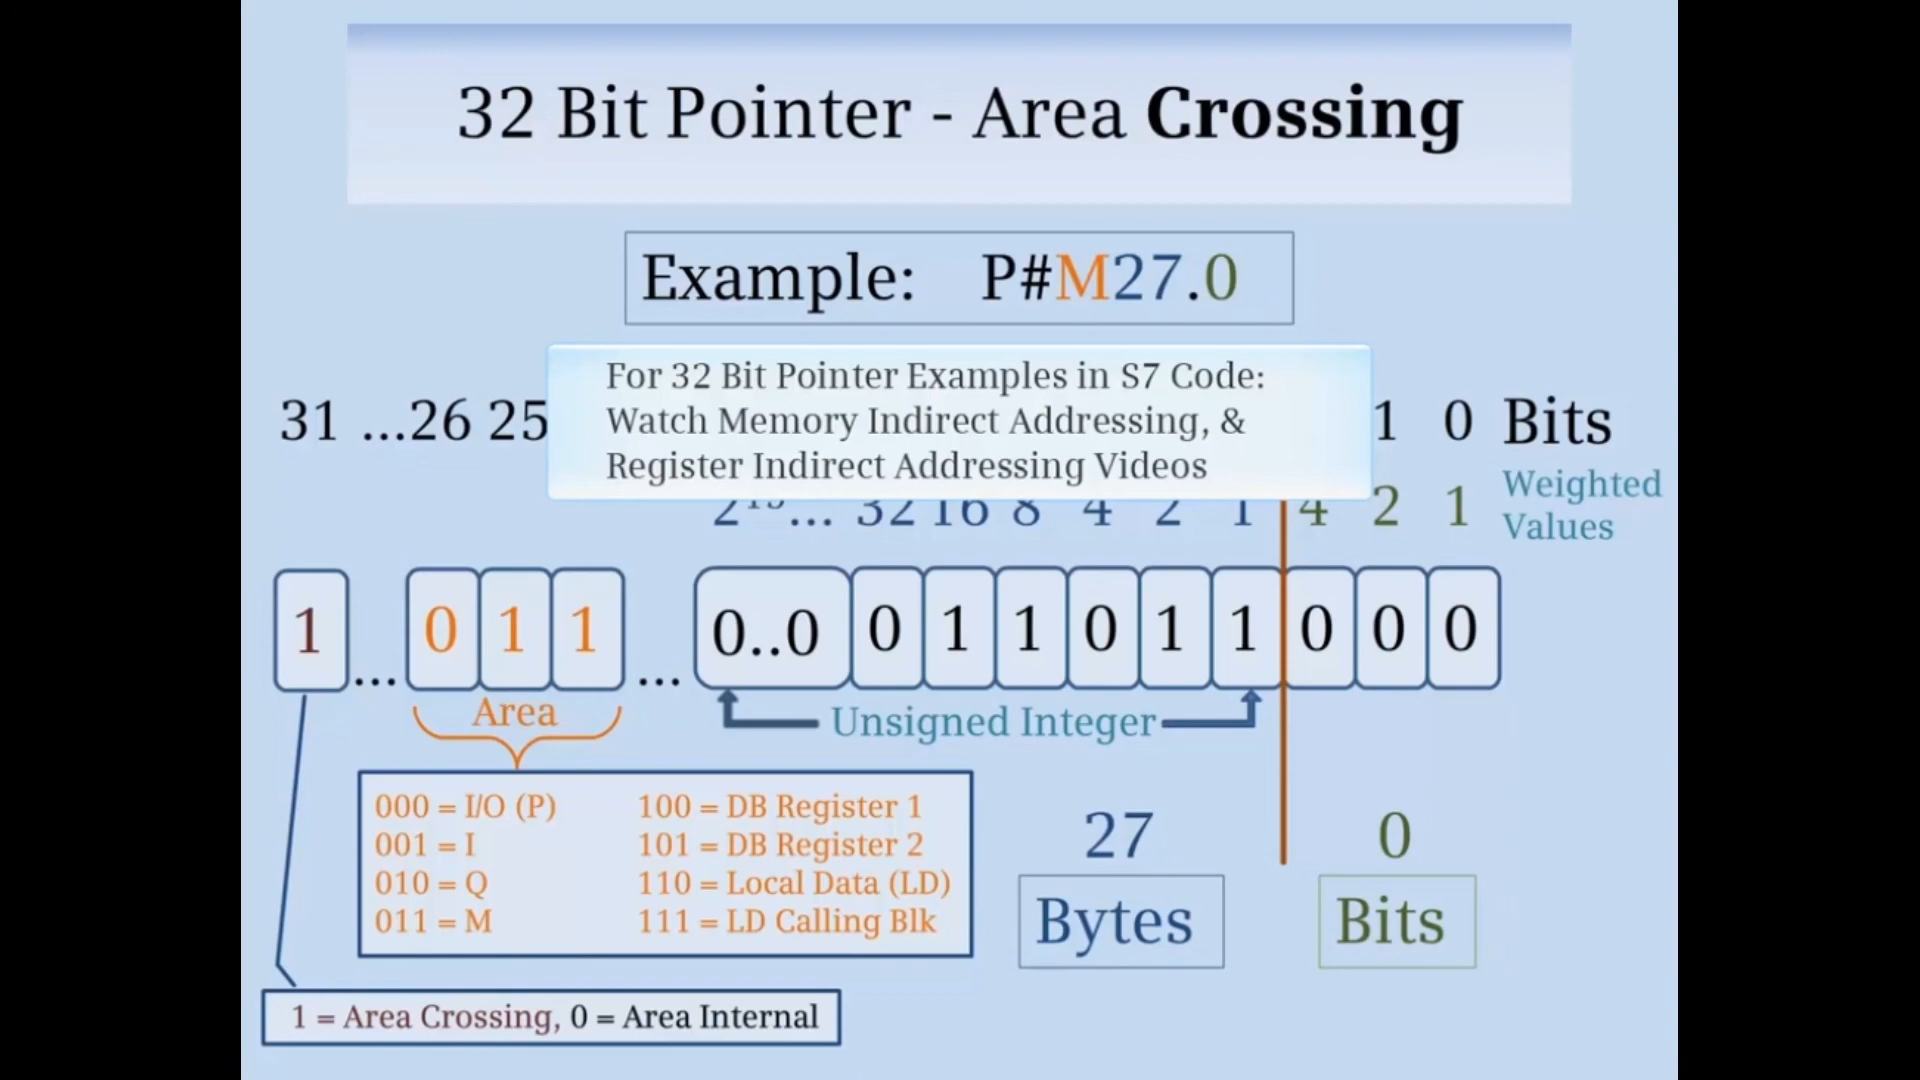 32 Bit Pointer - Area Crossing
Example: P#M27.0
For 32 Bit Pointer Examples in S7 Code:
Watch Memory Indirect Addressing, &
Register Indirect Addressing Videos
31 ...26 25 1 0 Bits
... 32 16 8 4 2 1 4 2 1 Weighted
Values
1 ... 0 1 1 ... 0..0 0 1 1 0 1 1 0 0 0
Area
Unsigned Integer
000 = I/O (P) 100 = DB Register 1
001 = I 101 = DB Register 2
010 = Q 110 = Local Data (LD)
011 = M 111 = LD Calling Blk
27 0
Bytes Bits
1 = Area Crossing, 0 = Area Internal